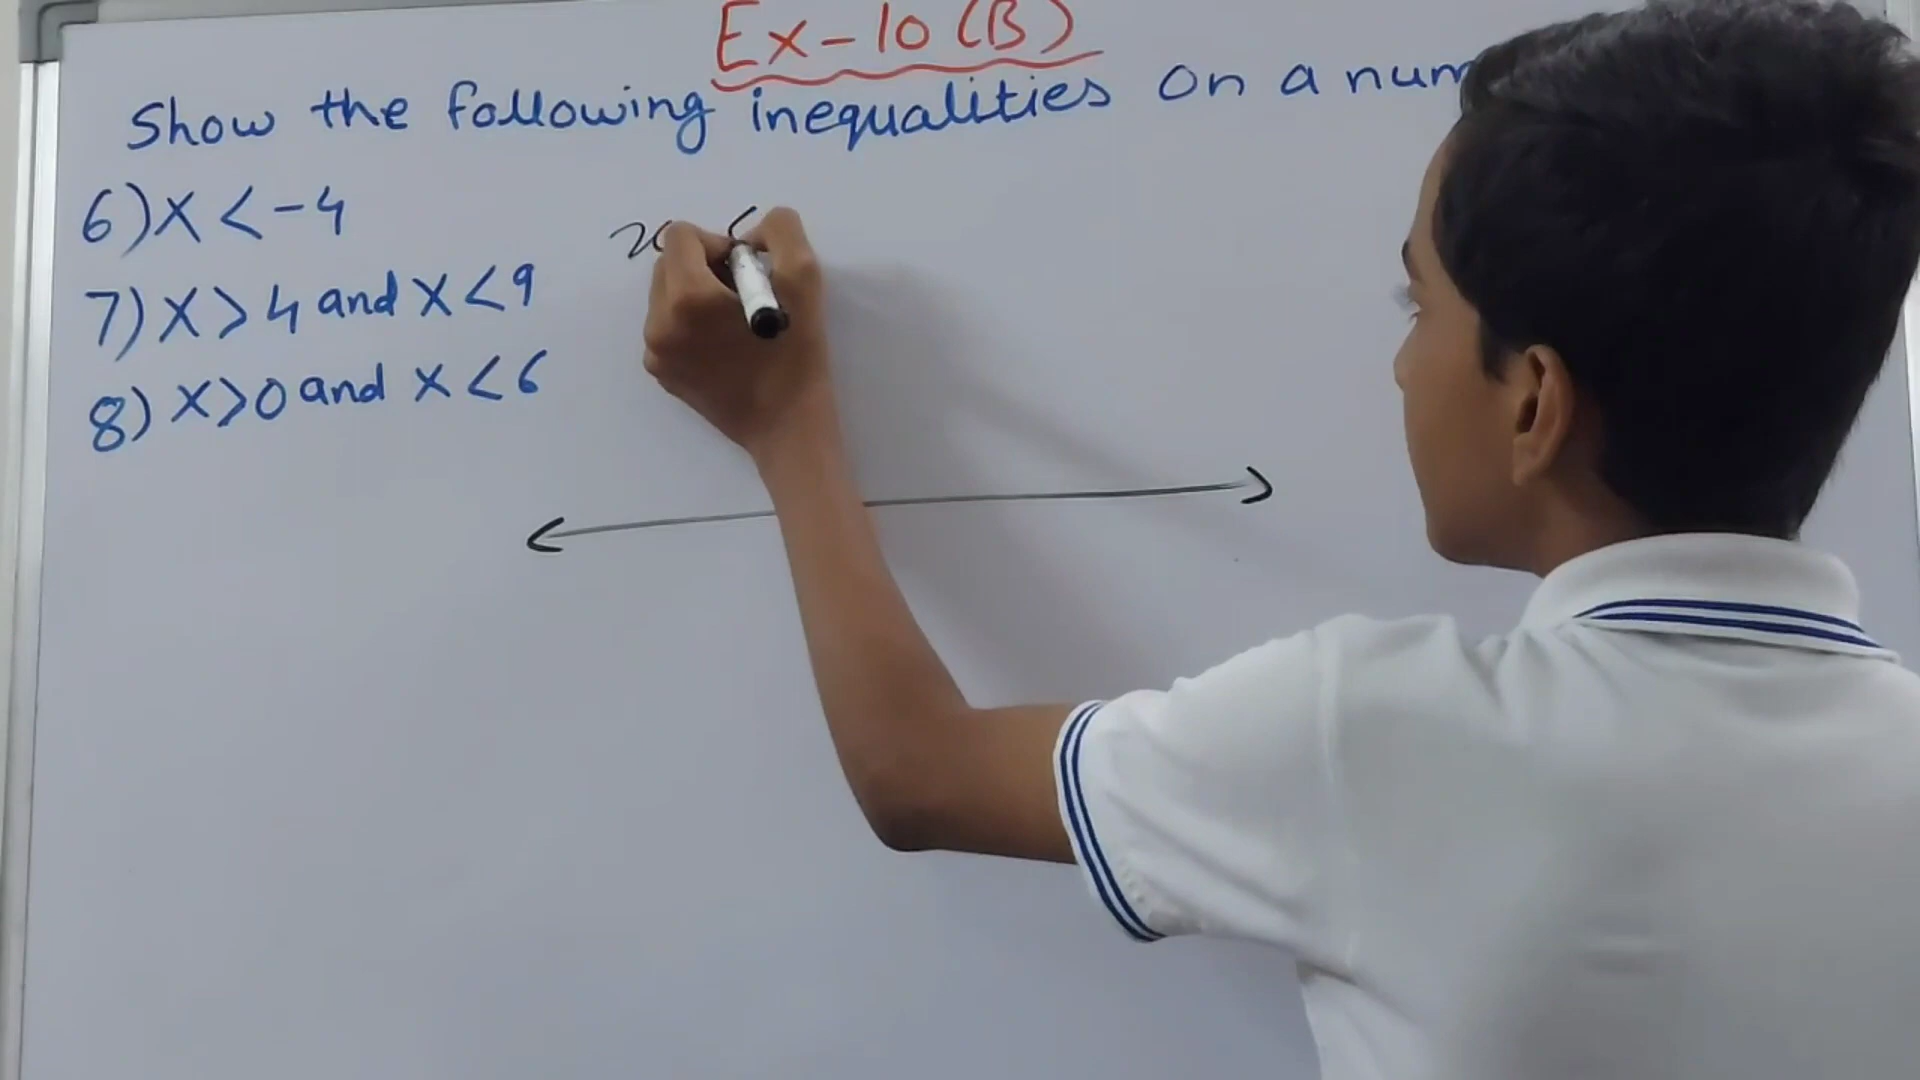 Ex-10 (B)
Show the following inequalities on a num
6) x < -4
7) x > 4 and x < 9
8) x > 0 and x < 6
x <